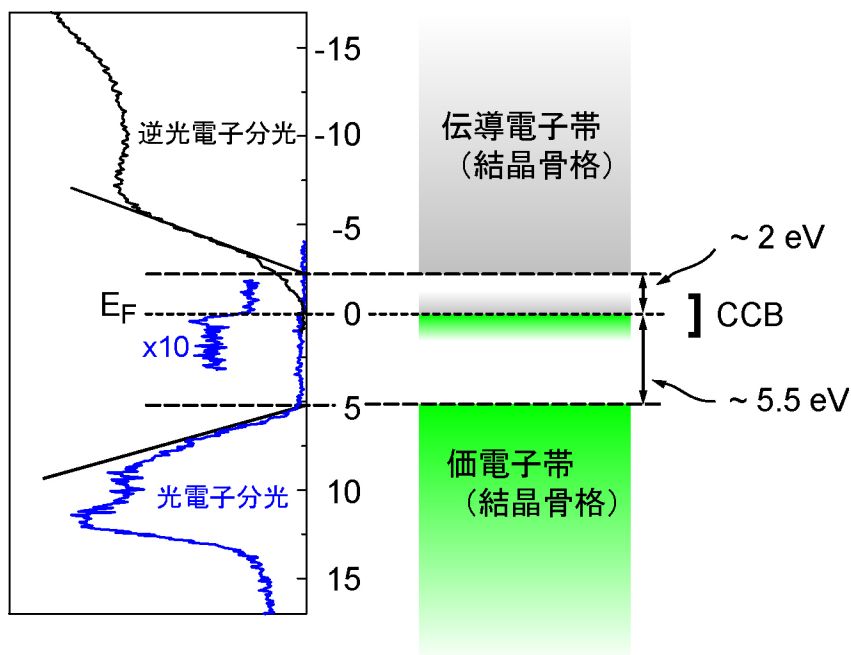 -15
-10
-5
0
5
10
15
逆光電子分光
E_F
x10
光電子分光
伝導電子帯
（結晶骨格）
~ 2 eV
] CCB
~ 5.5 eV
価電子帯
（結晶骨格）